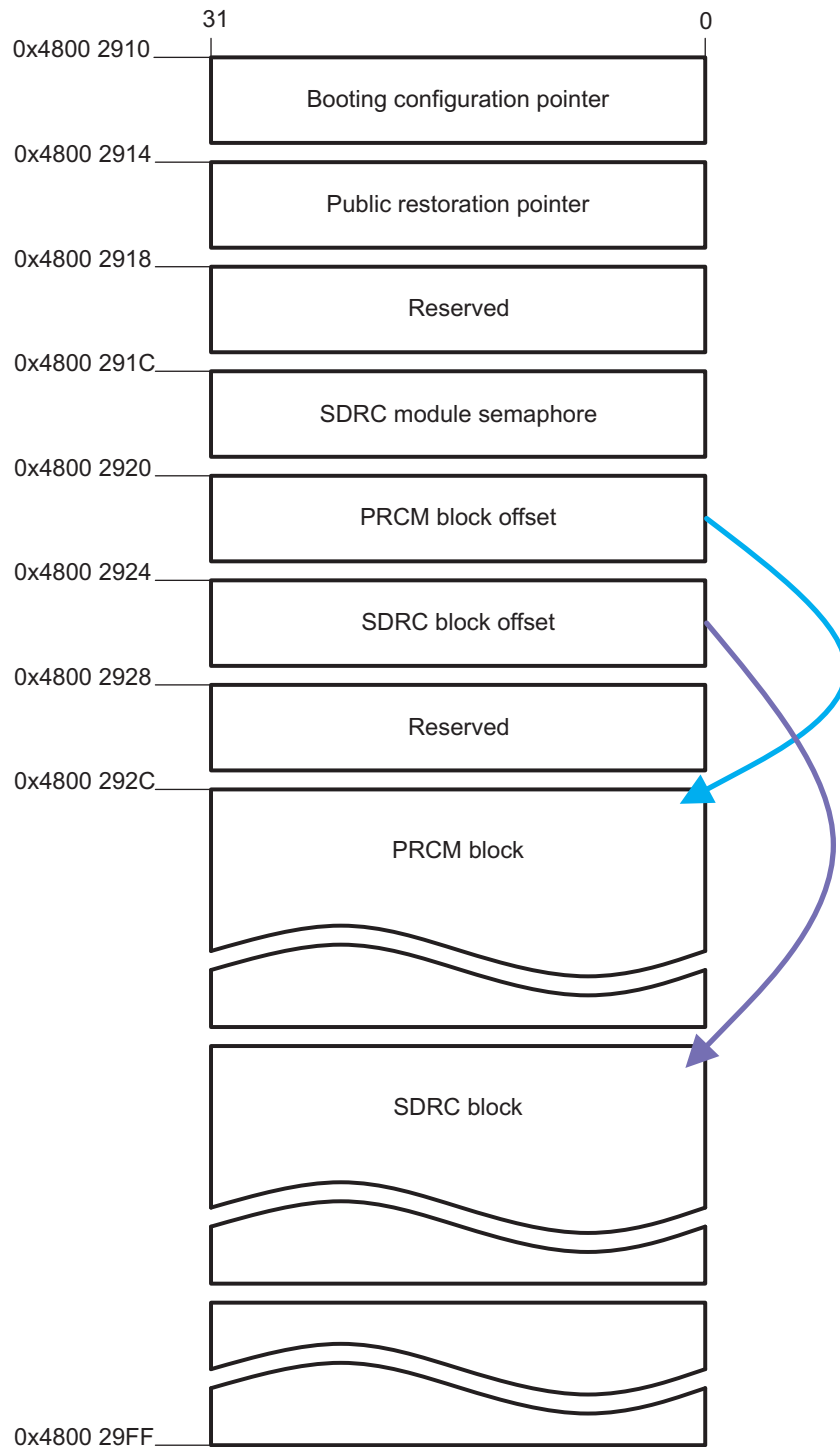 31 0
0x4800 2910
Booting configuration pointer
0x4800 2914
Public restoration pointer
0x4800 2918
Reserved
0x4800 291C
SDRC module semaphore
0x4800 2920
PRCM block offset
0x4800 2924
SDRC block offset
0x4800 2928
Reserved
0x4800 292C
PRCM block
SDRC block
0x4800 29FF